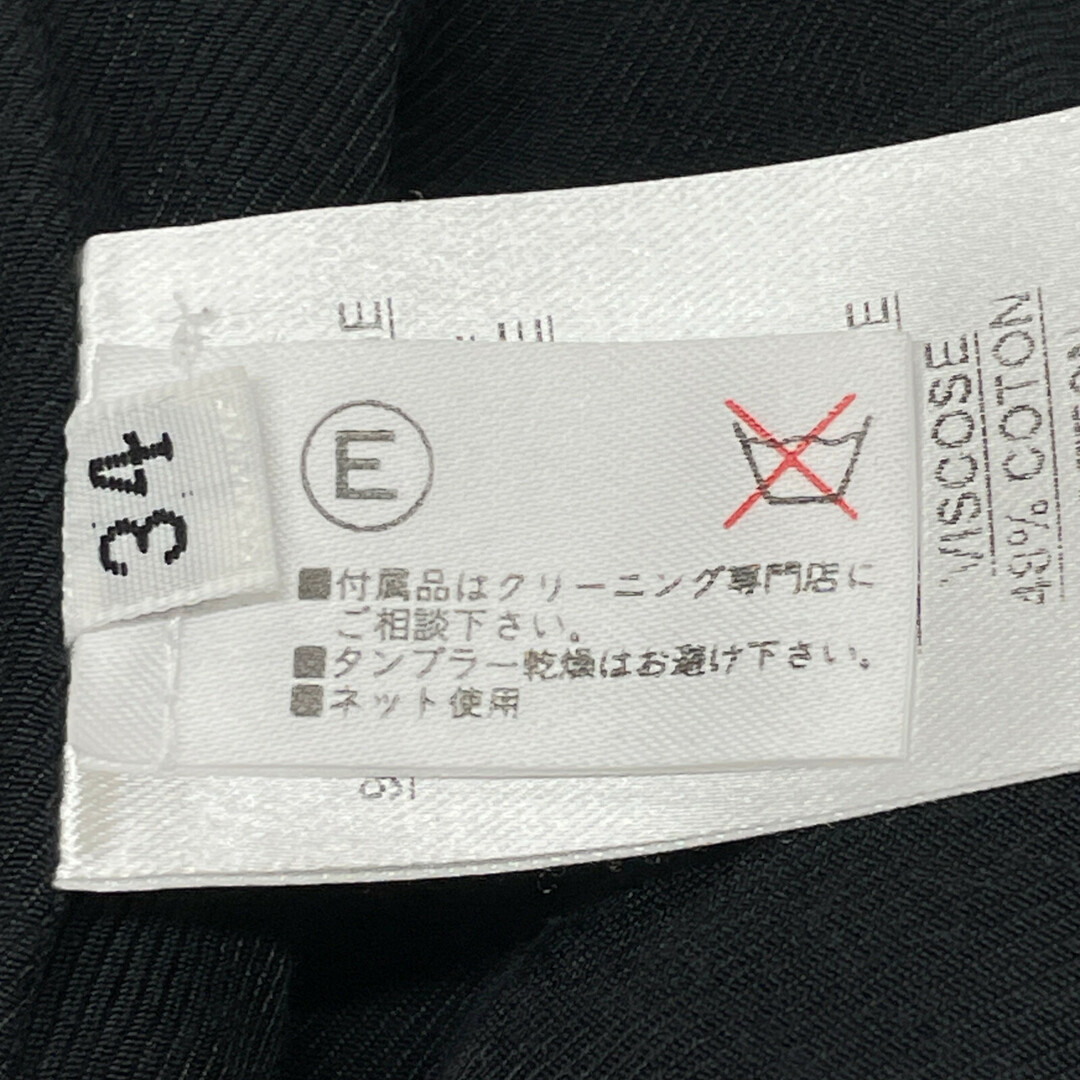 34
E
■付属品はクリーニング専門店に
ご相談下さい。
■タンブラー乾燥はお避け下さい。
■ネット使用
VISCOSE
48% COTON